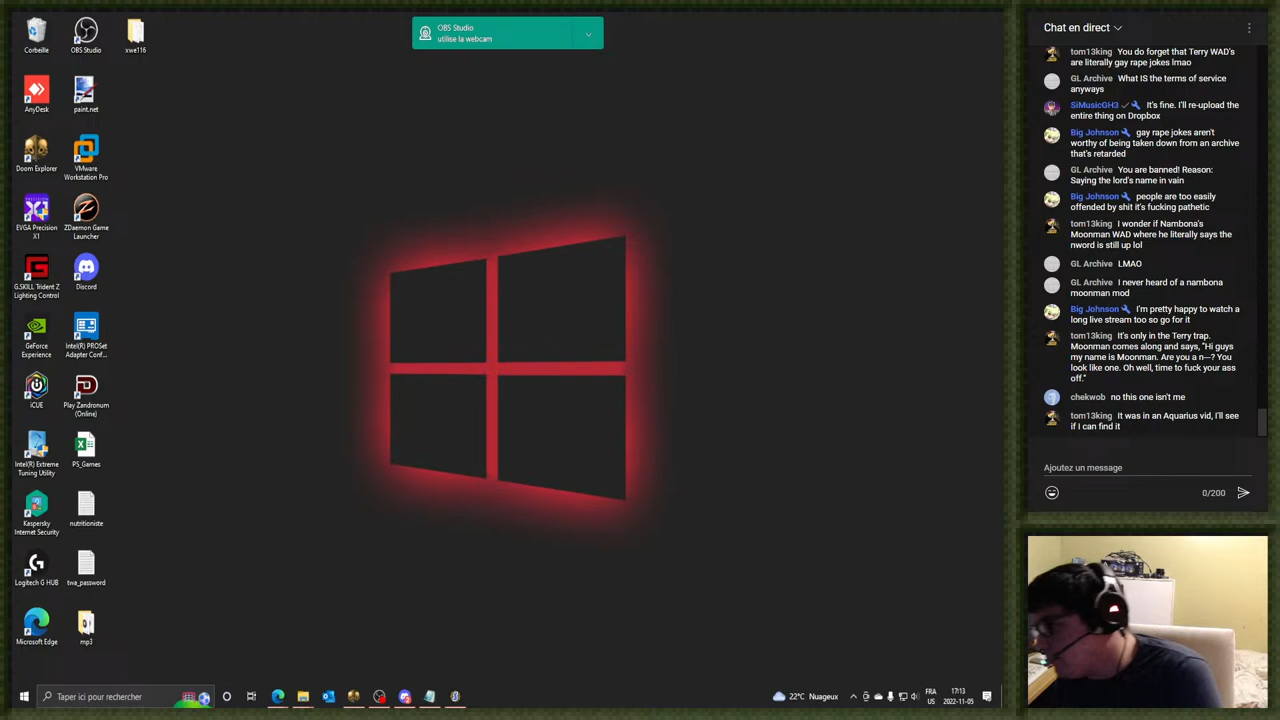 OBS Studio
utilise la webcam
Corbeille
OBS Studio
xwe116
AnyDesk
paint.net
Doom Explorer
VMware
Workstation Pro
EVGA Precision
X1
ZDaemon Game
Launcher
G.SKILL Trident Z
Lighting Control
Discord
GeForce
Experience
Intel(R) PROSet
Adapter Conf...
iCUE
Play Zandronum
(Online)
Intel(R) Extreme
Tuning Utility
PS_Games
Kaspersky
Internet Security
nutritioniste
Logitech G HUB
twa_password
Microsoft Edge
mp3
Taper ici pour rechercher
22°C Nuageux
FRA
US
17:13
2022-11-05
Chat en direct
tom13king You do forget that Terry WAD's
are literally gay rape jokes lmao
GL Archive What IS the terms of service
anyways
SiMusicGH3 It's fine. I'll re-upload the
entire thing on Dropbox
Big Johnson gay rape jokes aren't
worthy of being taken down from an archive
that's retarded
GL Archive You are banned! Reason:
Saying the lord's name in vain
Big Johnson people are too easily
offended by shit it's fucking pathetic
tom13king I wonder if Nambona's
Moonman WAD where he literally says the
nword is still up lol
GL Archive LMAO
GL Archive I never heard of a nambona
moonman mod
Big Johnson I'm pretty happy to watch a
long live stream too so go for it
tom13king It's only in the Terry trap.
Moonman comes along and says, "Hi guys
my name is Moonman. Are you a n---? You
look like one. Oh well, time to fuck your ass
off."
chekwob no this one isn't me
tom13king It was in an Aquarius vid, I'll see
if I can find it
Ajoutez un message
0/200